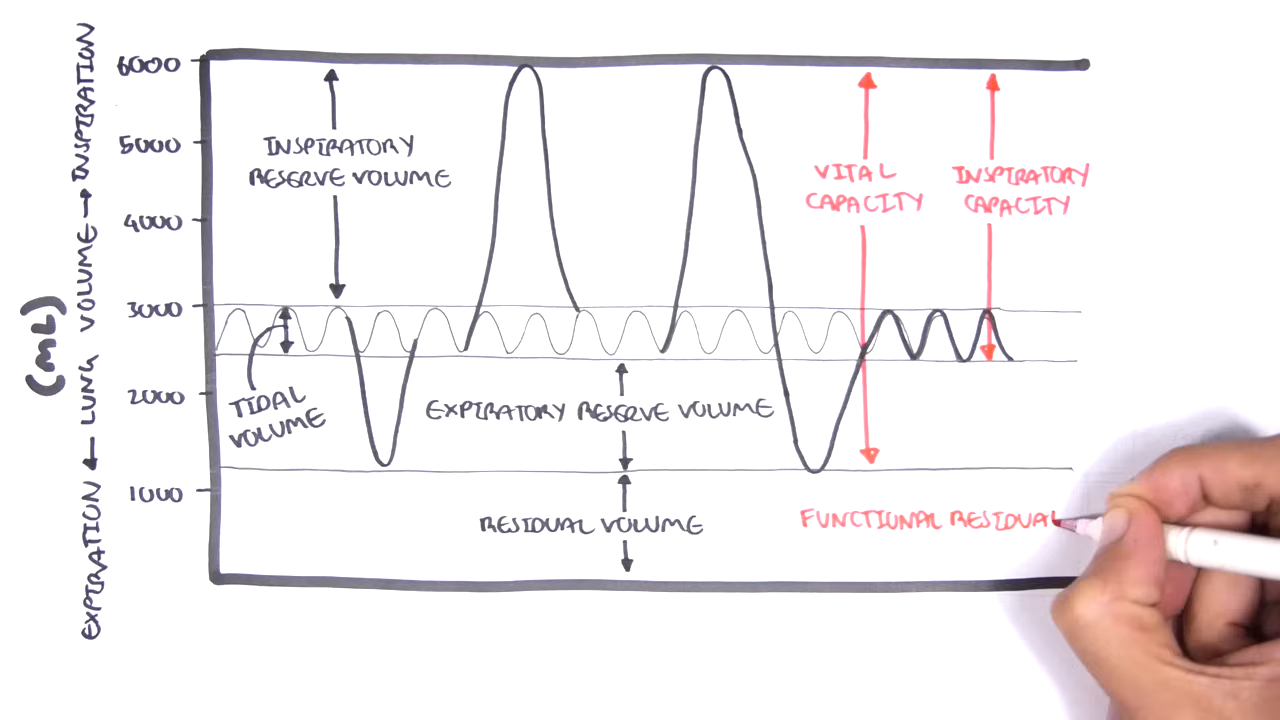 (mL)
EXPIRATION ← LUNG VOLUME → INSPIRATION
6000
5000
4000
3000
2000
1000
INSPIRATORY
RESERVE VOLUME
TIDAL
VOLUME
EXPIRATORY RESERVE VOLUME
RESIDUAL VOLUME
VITAL
CAPACITY
INSPIRATORY
CAPACITY
FUNCTIONAL RESIDUAL